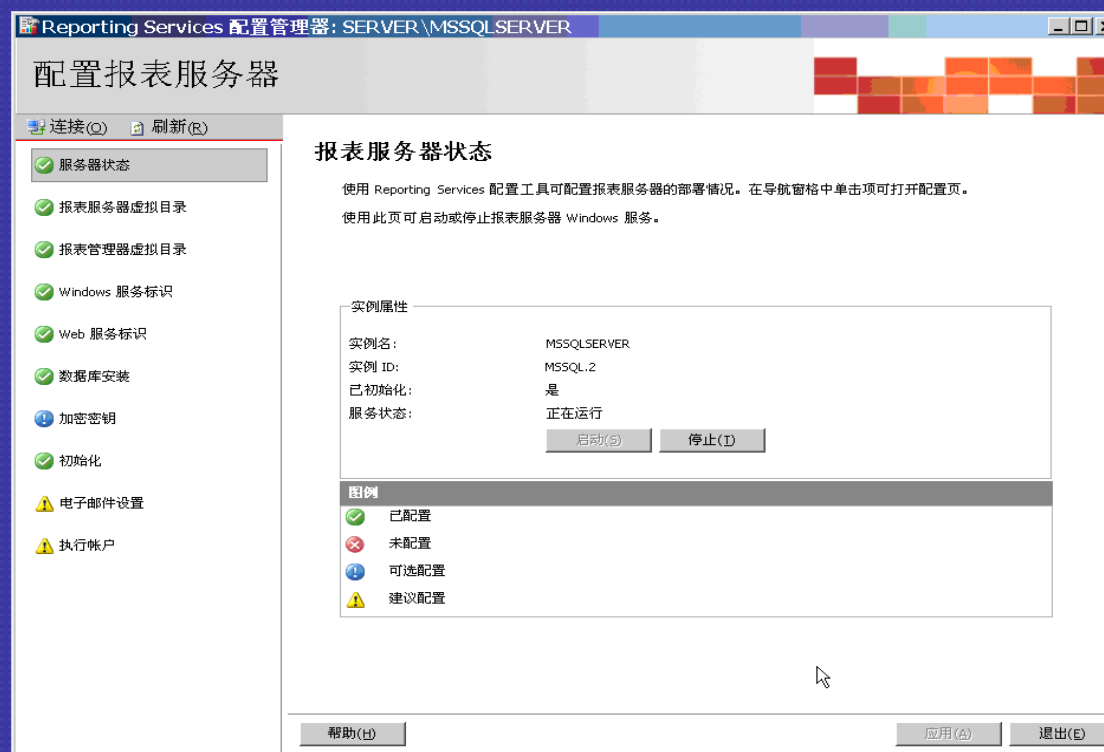 Reporting Services 配置管理器: SERVER\MSSQLSERVER
配置报表服务器
连接(O) 刷新(R)
服务器状态
报表服务器虚拟目录
报表管理器虚拟目录
Windows 服务标识
Web 服务标识
数据库安装
加密密钥
初始化
电子邮件设置
执行帐户
报表服务器状态
使用 Reporting Services 配置工具可配置报表服务器的部署情况。在导航窗格中单击项可打开配置页。
使用此页可启动或停止报表服务器 Windows 服务。
实例属性
实例名: MSSQLSERVER
实例 ID: MSSQL.2
已初始化: 是
服务状态: 正在运行
启动(S) 停止(T)
图例
已配置
未配置
可选配置
建议配置
帮助(H) 应用(A) 退出(E)